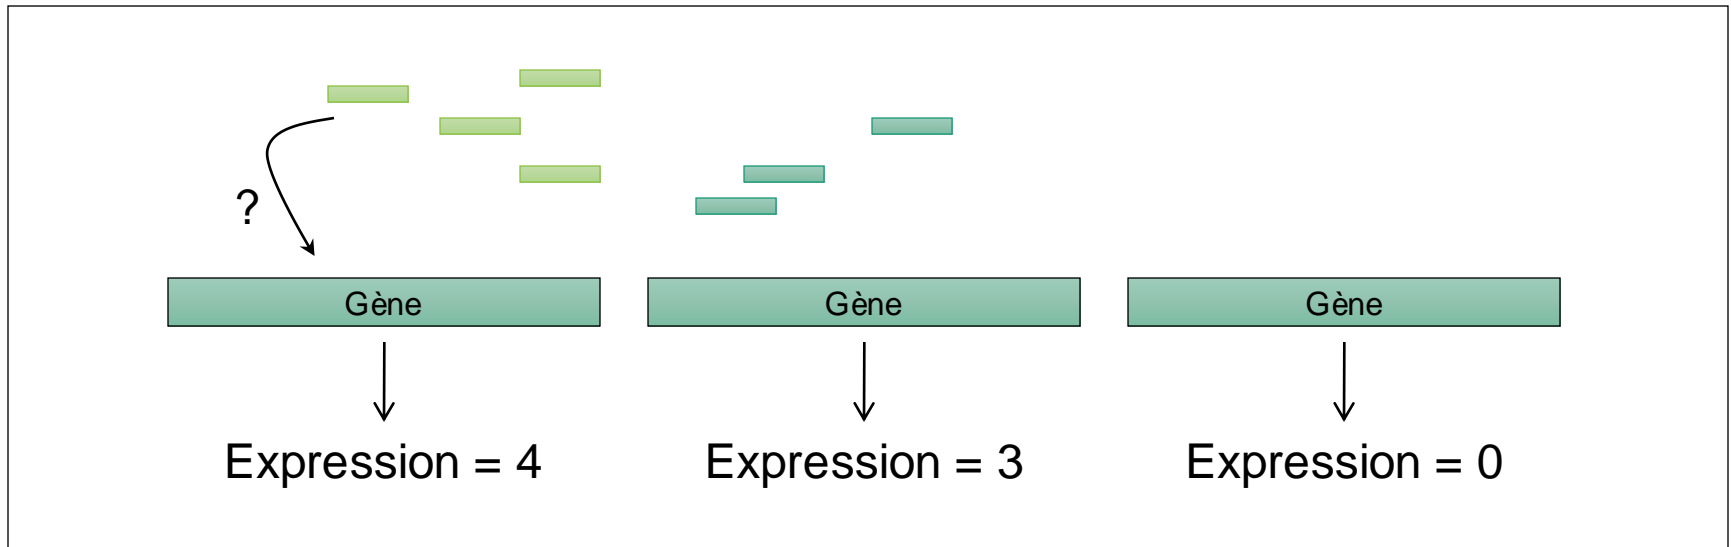 ?
Gène
Gène
Gène
Expression = 4
Expression = 3
Expression = 0